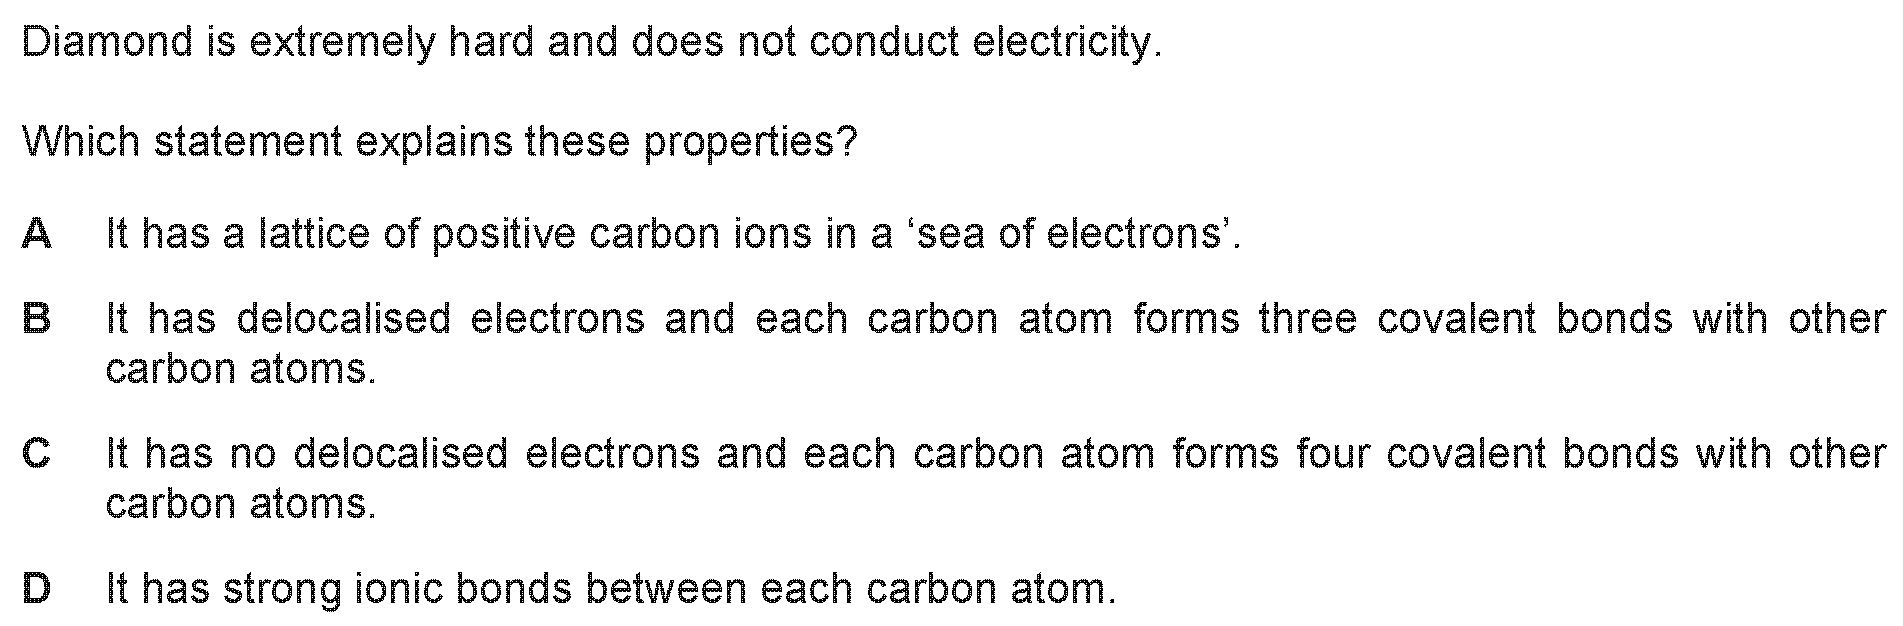 Diamond is extremely hard and does not conduct electricity.
Which statement explains these properties?
A It has a lattice of positive carbon ions in a ‘sea of electrons’.
B It has delocalised electrons and each carbon atom forms three covalent bonds with other
carbon atoms.
C It has no delocalised electrons and each carbon atom forms four covalent bonds with other
carbon atoms.
D It has strong ionic bonds between each carbon atom.